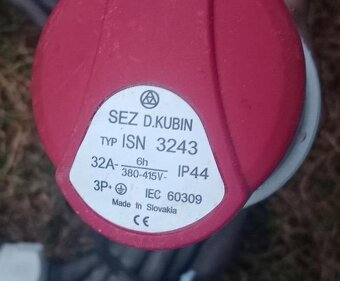 SEZ D.KUBIN
TYP ISN 3243
32A- 6h/380-415V~ IP44
3P+⏚ IEC 60309
Made in Slovakia
CE